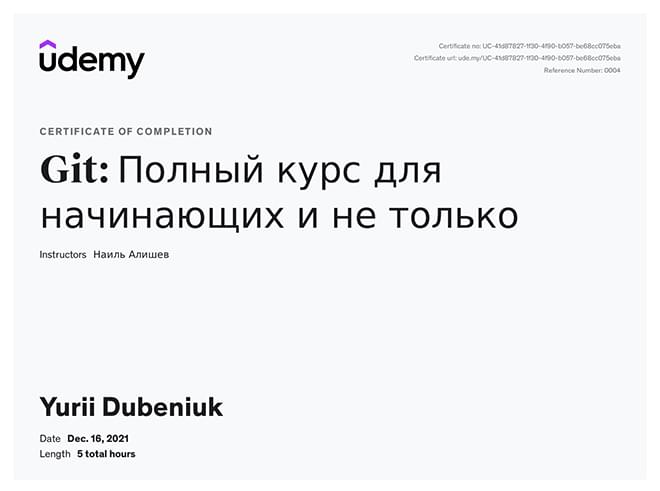 udemy
Certificate no: UC-41d87827-1f30-4f90-b057-be68cc075eba
Certificate url: ude.my/UC-41d87827-1f30-4f90-b057-be68cc075eba
Reference Number: 0004
CERTIFICATE OF COMPLETION
Git: Полный курс для
начинающих и не только
Instructors Наиль Алишев
Yurii Dubeniuk
Date Dec. 16, 2021
Length 5 total hours